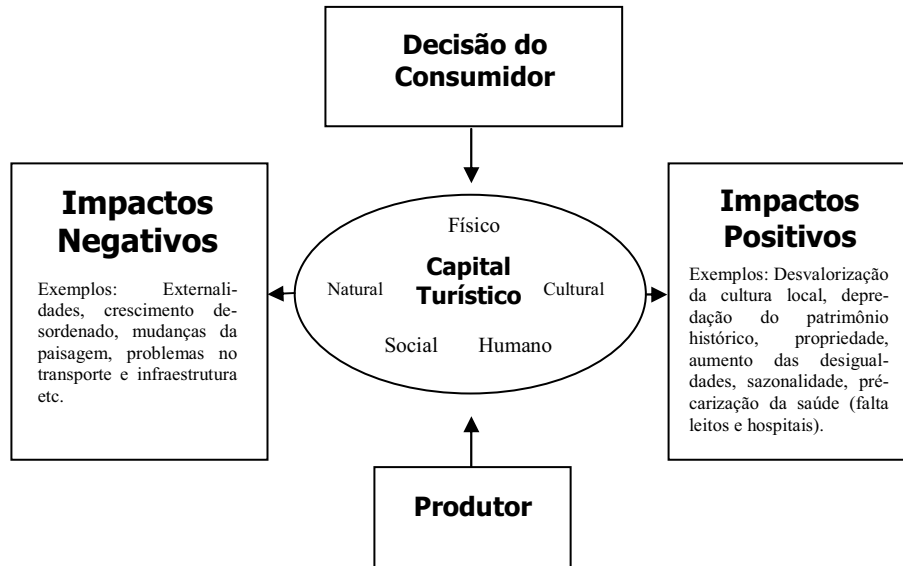 Decisão do
Consumidor
Impactos
Negativos
Exemplos: Externali-
dades, crescimento de-
sordenado, mudanças da
paisagem, problemas no
transporte e infraestrutura
etc.
Físico
Capital
Turístico
Natural
Cultural
Social
Humano
Impactos
Positivos
Exemplos: Desvalorização
da cultura local, depre-
dação do patrimônio
histórico, propriedade,
aumento das desigual-
dades, sazonalidade, pré-
carização da saúde (falta
leitos e hospitais).
Produtor